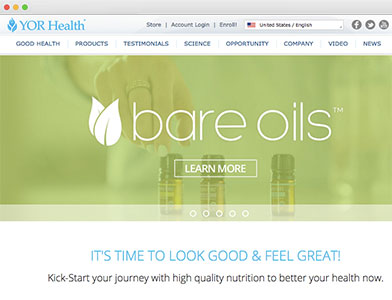 YOR Health™
Store | Account Login | Enroll! United States / English
GOOD HEALTH PRODUCTS TESTIMONIALS SCIENCE OPPORTUNITY COMPANY VIDEO NEWS
bare oils™
LEARN MORE
IT'S TIME TO LOOK GOOD & FEEL GREAT!
Kick-Start your journey with high quality nutrition to better your health now.